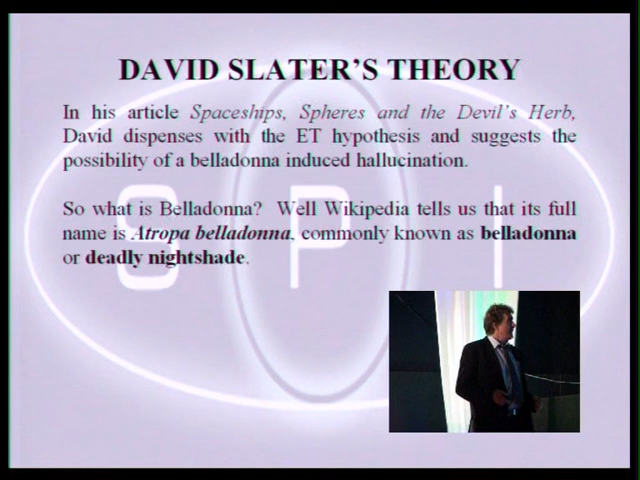 DAVID SLATER'S THEORY
In his article Spaceships, Spheres and the Devil's Herb,
David dispenses with the ET hypothesis and suggests the
possibility of a belladonna induced hallucination.
So what is Belladonna? Well Wikipedia tells us that its full
name is Atropa belladonna, commonly known as belladonna
or deadly nightshade.
S P I